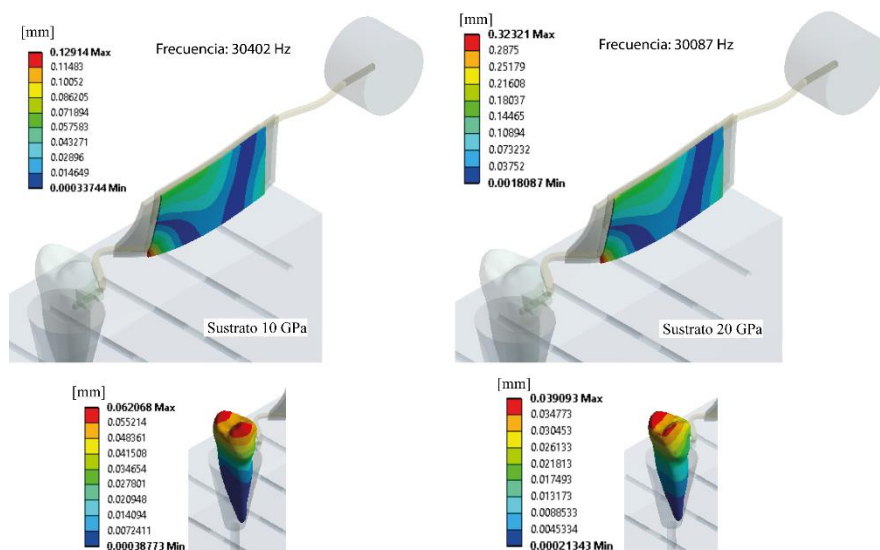 [mm]
0.12914 Max
0.11483
0.10052
0.086205
0.071894
0.057583
0.043271
0.02896
0.014649
0.00033744 Min
Frecuencia: 30402 Hz
Sustrato 10 GPa
[mm]
0.32321 Max
0.2875
0.25179
0.21608
0.18037
0.14465
0.10894
0.073232
0.03752
0.0018087 Min
Frecuencia: 30087 Hz
Sustrato 20 GPa
[mm]
0.062068 Max
0.055214
0.048361
0.041508
0.034654
0.027801
0.020948
0.014094
0.0072411
0.00038773 Min
[mm]
0.039093 Max
0.034773
0.030453
0.026133
0.021813
0.017493
0.013173
0.0088533
0.0045334
0.00021343 Min